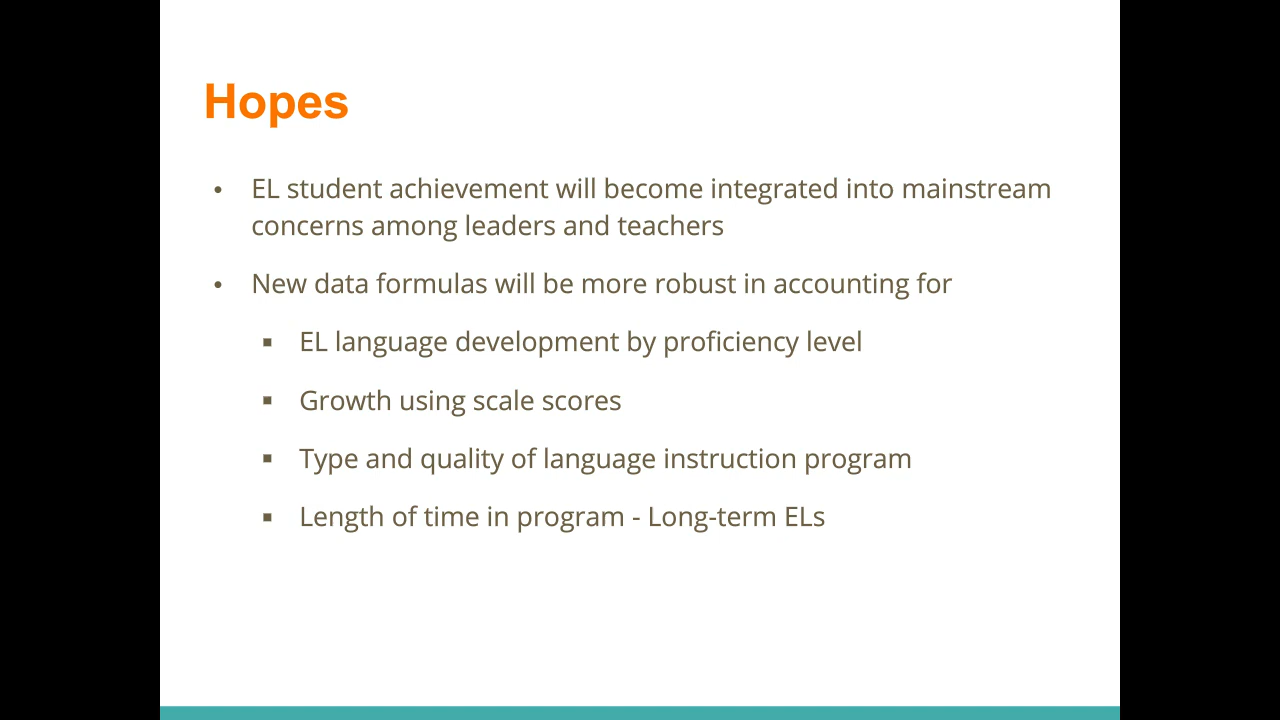 Hopes
• EL student achievement will become integrated into mainstream
concerns among leaders and teachers
• New data formulas will be more robust in accounting for
▪ EL language development by proficiency level
▪ Growth using scale scores
▪ Type and quality of language instruction program
▪ Length of time in program - Long-term ELs